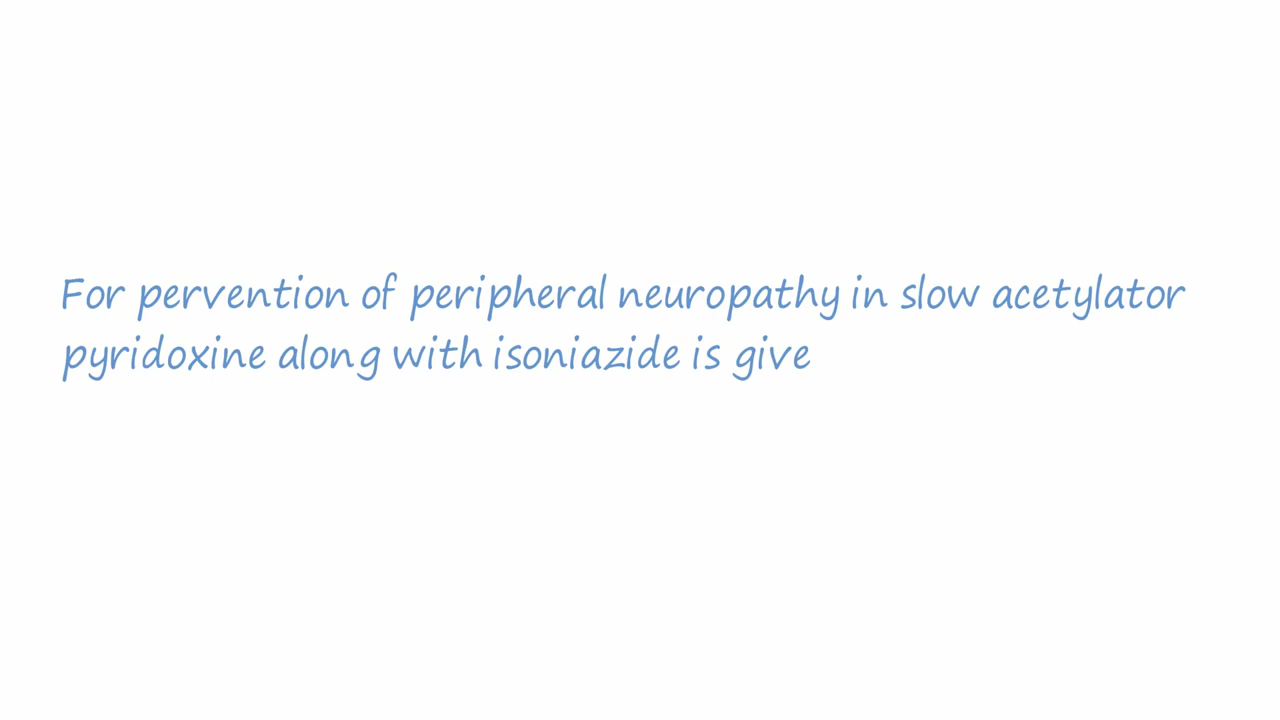 For pervention of peripheral neuropathy in slow acetylator
pyridoxine along with isoniazide is give